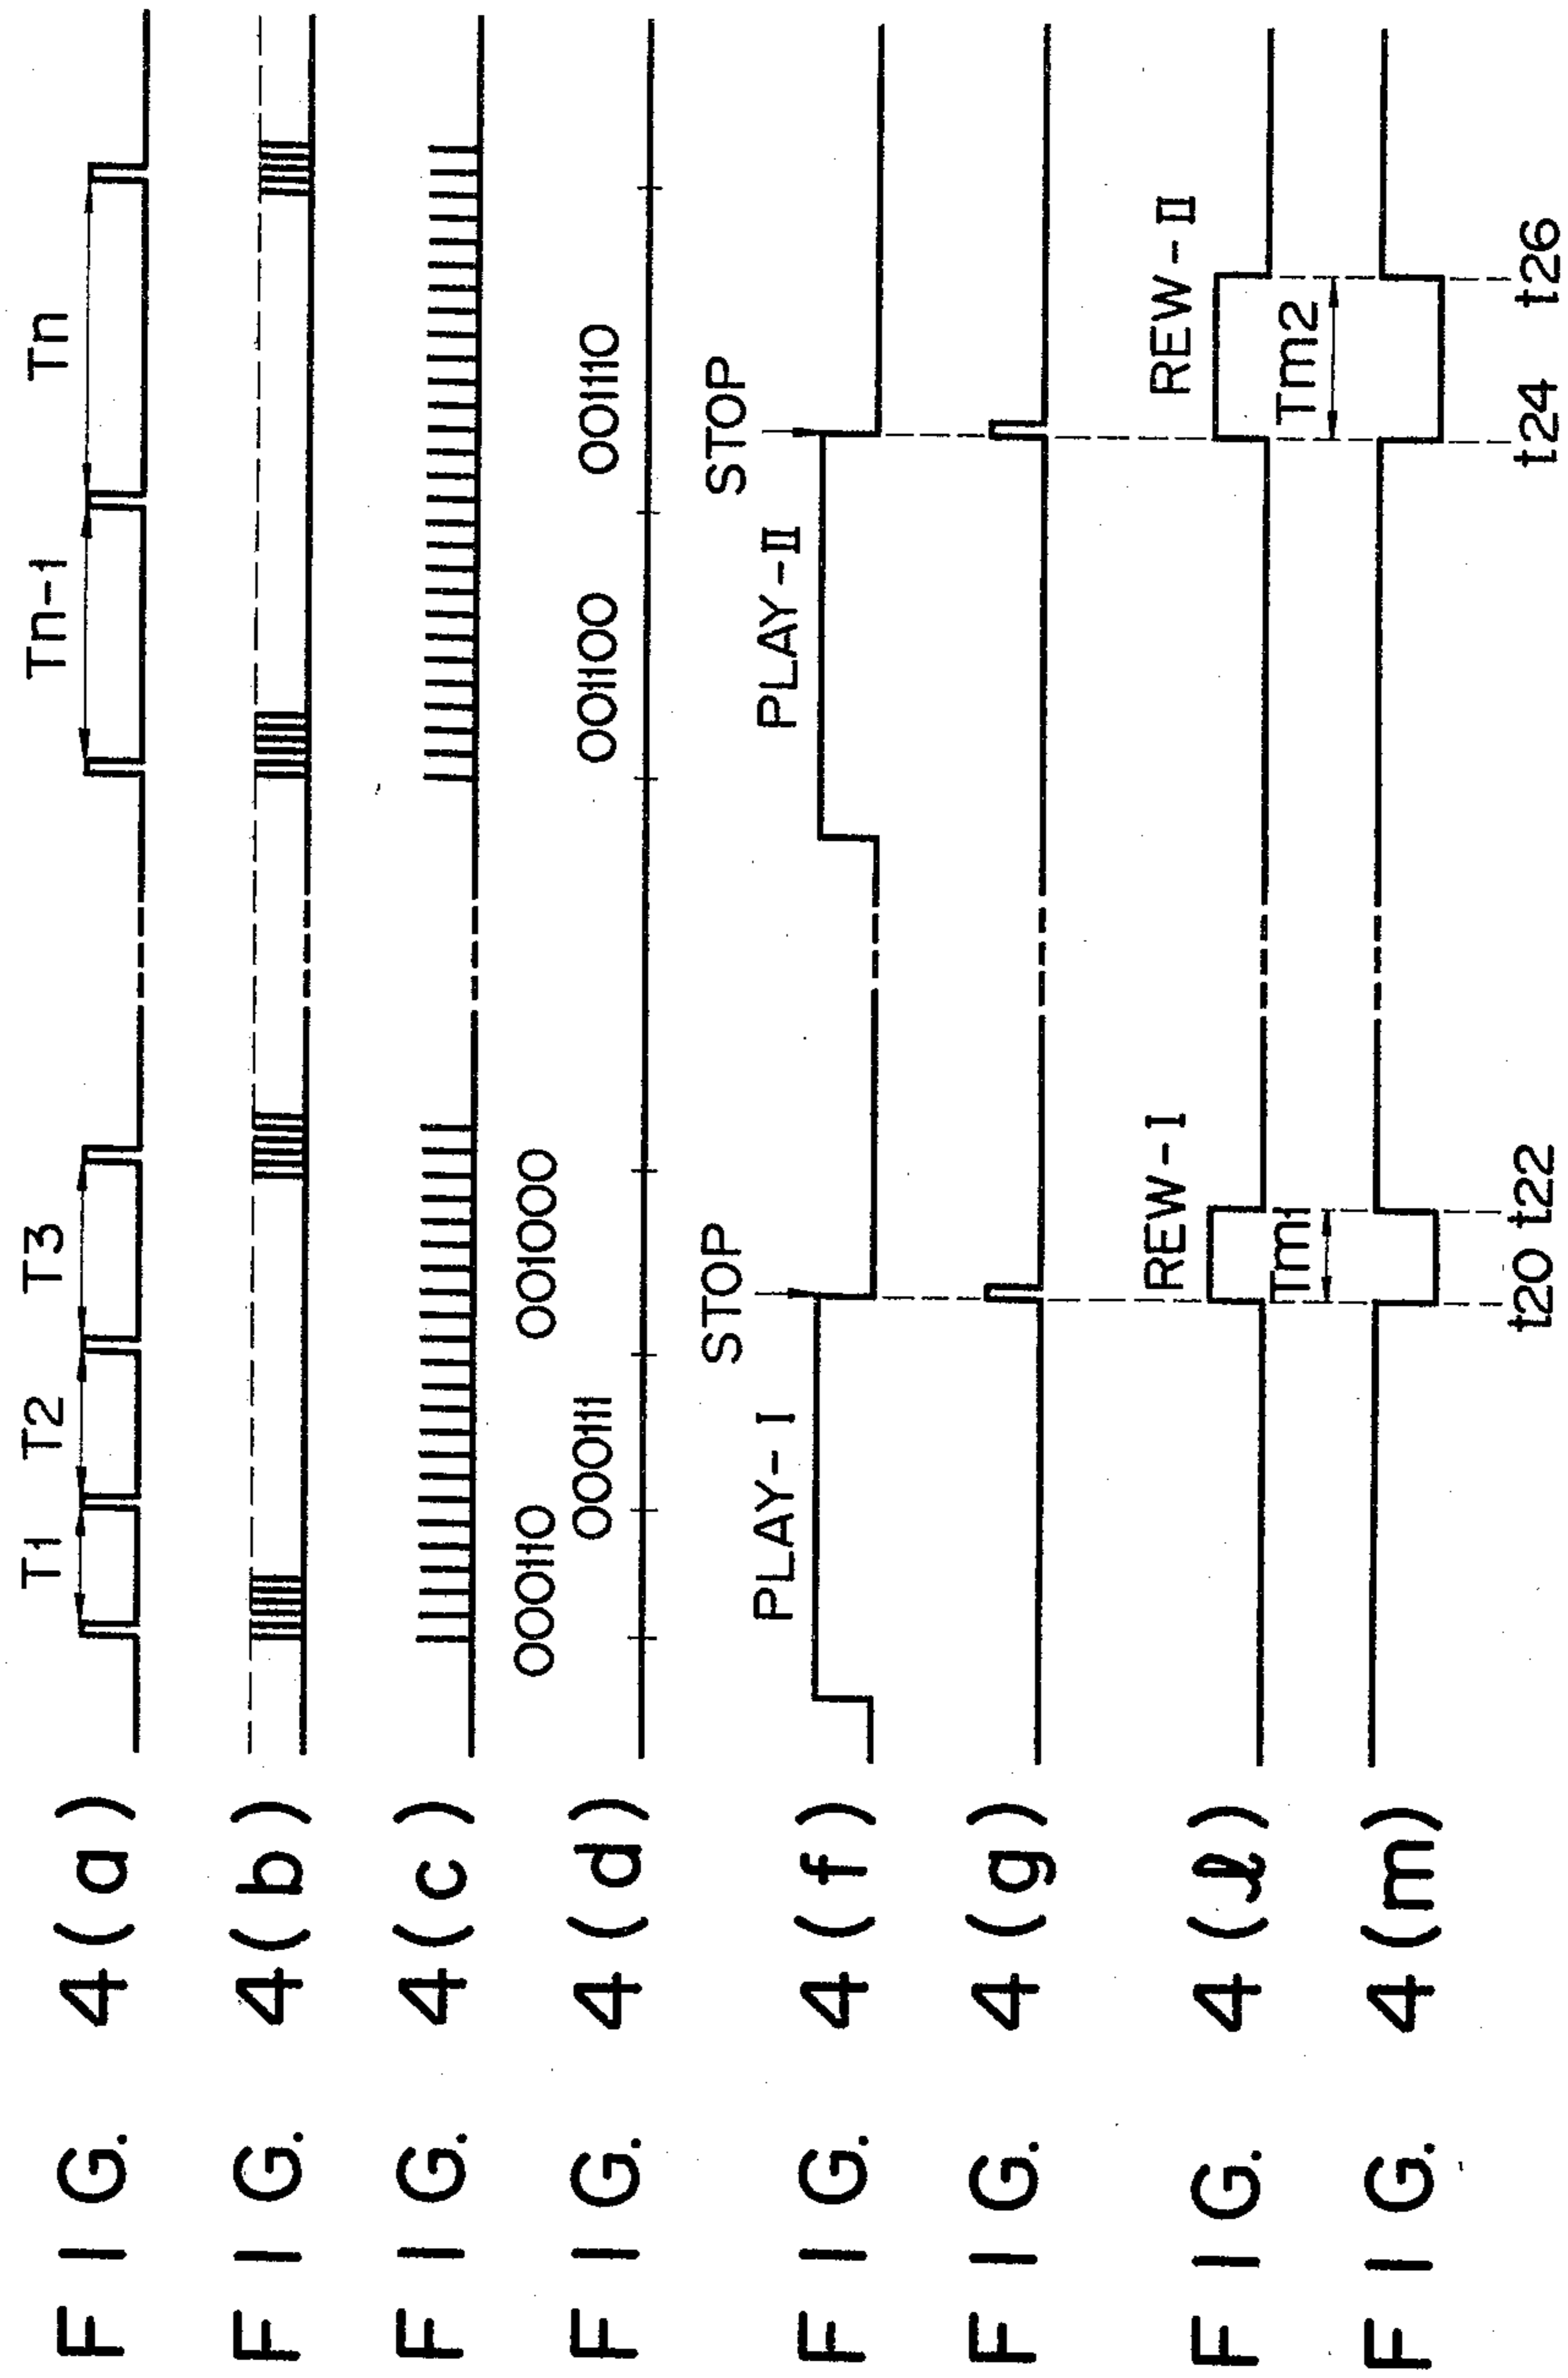 FIG. 4(a) T1 T2 T3 Tn-1 Tn
FIG. 4(b)
FIG. 4(c)
FIG. 4(d) 000110 000111 001000 001100 001110
FIG. 4(f) PLAY-I STOP PLAY-II STOP
FIG. 4(g)
FIG. 4(ℓ) REW-I REW-II
Tm1 Tm2
FIG. 4(m)
t20 t22 t24 t26